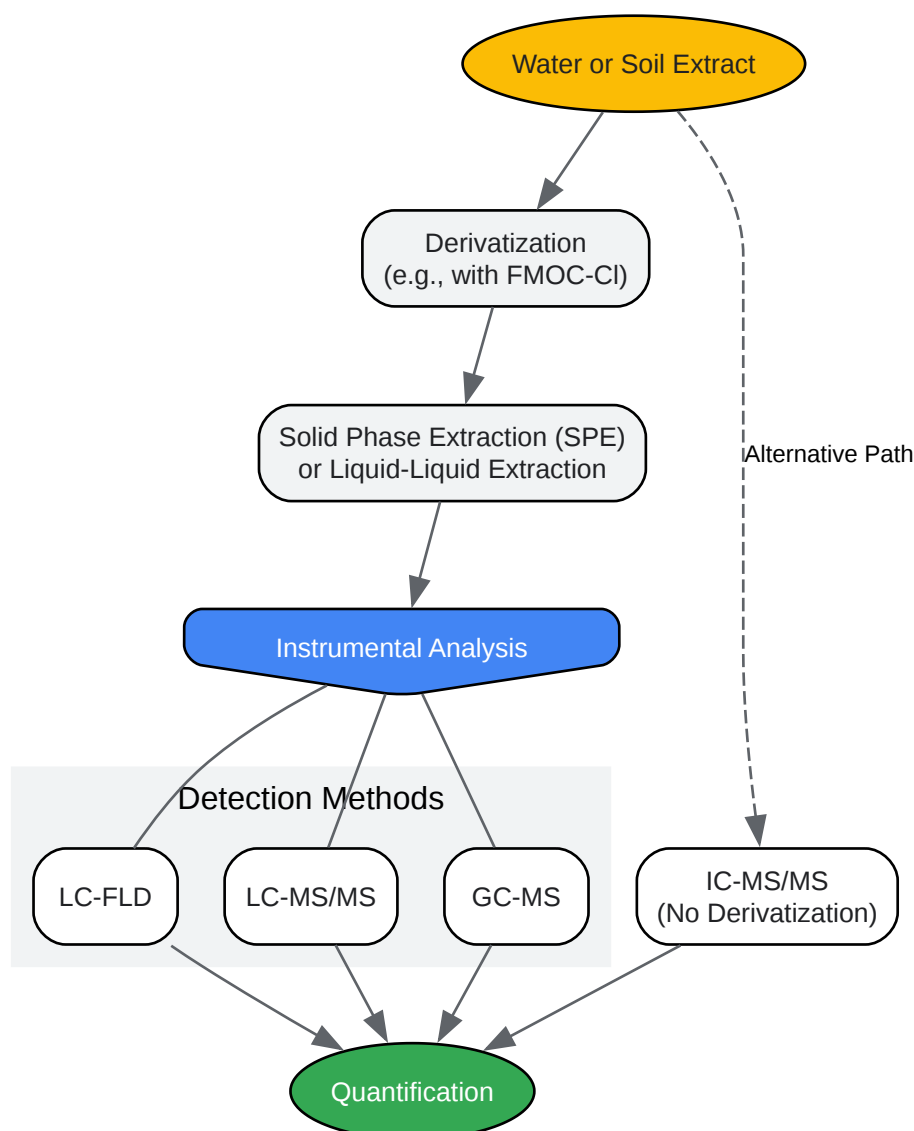 Water or Soil Extract
Derivatization
(e.g., with FMOC-Cl)
Solid Phase Extraction (SPE)
or Liquid-Liquid Extraction
Alternative Path
Instrumental Analysis
Detection Methods
LC-FLD
LC-MS/MS
GC-MS
IC-MS/MS
(No Derivatization)
Quantification